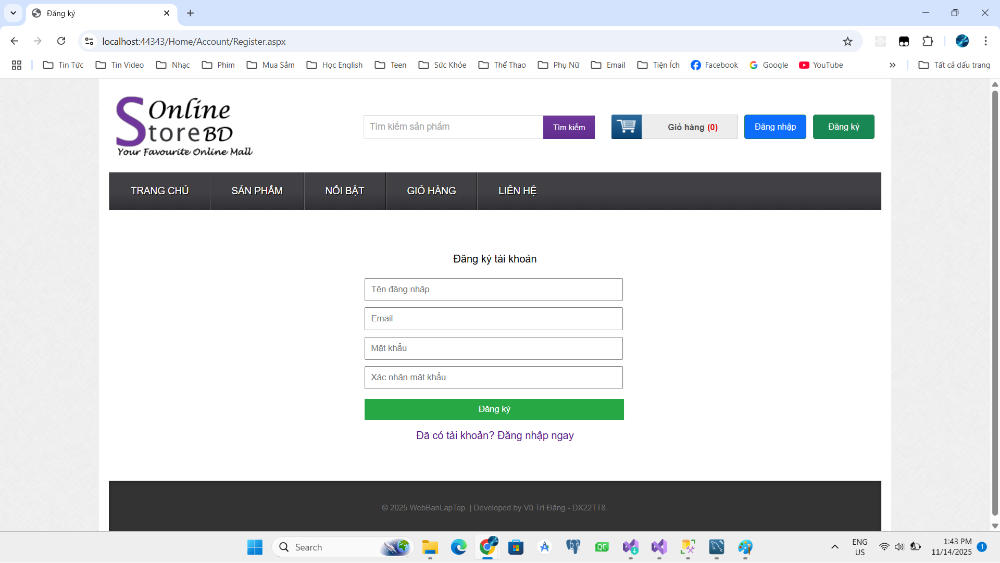 Đăng ký
localhost:44343/Home/Account/Register.aspx
Tin Tức Tin Video Nhạc Phim Mua Sắm Học English Teen Sức Khỏe Thể Thao Phụ Nữ Email Tiện Ích Facebook Google YouTube Tất cả dấu trang
Online
Store BD
Your Favourite Online Mall
Tìm kiếm sản phẩm Tìm kiếm Giỏ hàng (0) Đăng nhập Đăng ký
TRANG CHỦ SẢN PHẨM NỔI BẬT GIỎ HÀNG LIÊN HỆ
Đăng ký tài khoản
Tên đăng nhập
Email
Mật khẩu
Xác nhận mật khẩu
Đăng ký
Đã có tài khoản? Đăng nhập ngay
© 2025 WebBanLapTop. | Developed by Vũ Trí Đăng - DX22TT8.
Search
QC
ENG
US
1:43 PM
11/14/2025
1